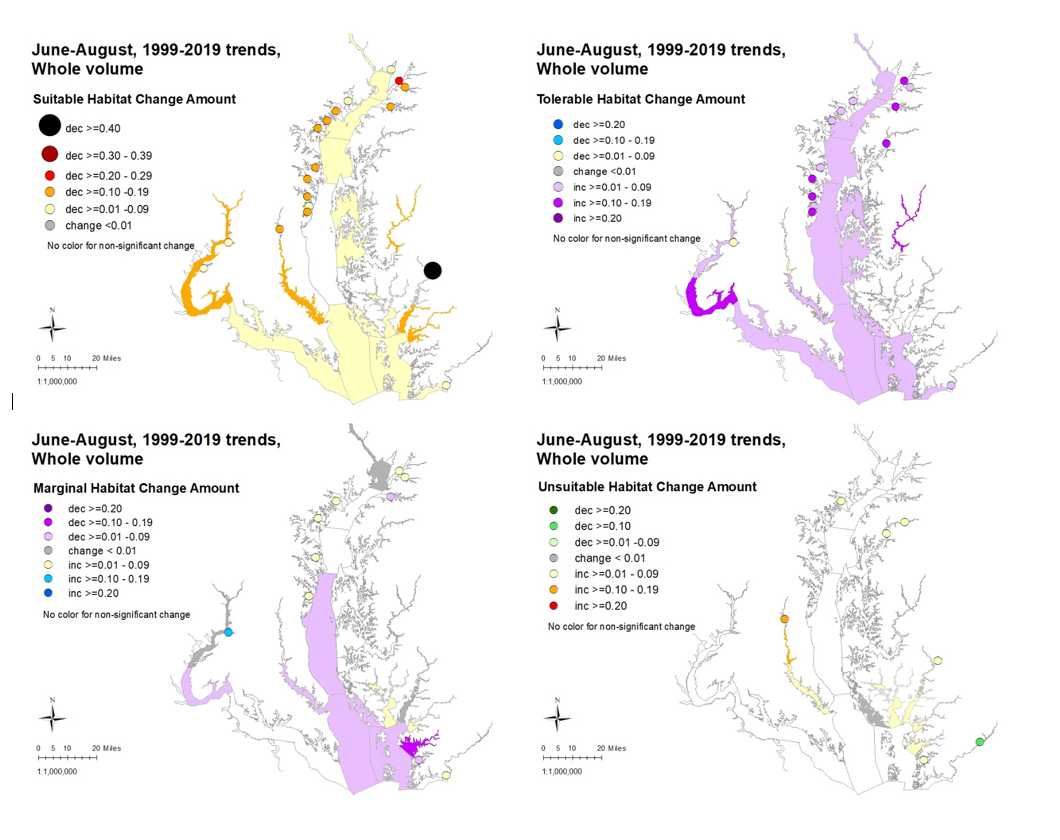 June-August, 1999-2019 trends,
Whole volume
Suitable Habitat Change Amount
dec >=0.40
dec >=0.30 - 0.39
dec >=0.20 - 0.29
dec >=0.10 -0.19
dec >=0.01 -0.09
change <0.01
No color for non-significant change
N
0 5 10 20 Miles
1:1,000,000
June-August, 1999-2019 trends,
Whole volume
Tolerable Habitat Change Amount
dec >=0.20
dec >=0.10 - 0.19
dec >=0.01 - 0.09
change <0.01
inc >=0.01 - 0.09
inc >=0.10 - 0.19
inc >=0.20
No color for non-significant change
N
0 5 10 20 Miles
1:1,000,000
June-August, 1999-2019 trends,
Whole volume
Marginal Habitat Change Amount
dec >=0.20
dec >=0.10 - 0.19
dec >=0.01 -0.09
change < 0.01
inc >=0.01 - 0.09
inc >=0.10 - 0.19
inc >=0.20
No color for non-significant change
N
0 5 10 20 Miles
1:1,000,000
June-August, 1999-2019 trends,
Whole volume
Unsuitable Habitat Change Amount
dec >=0.20
dec >=0.10
dec >=0.01 -0.09
change < 0.01
inc >=0.01 - 0.09
inc >=0.10 - 0.19
inc >=0.20
No color for non-significant change
N
0 5 10 20 Miles
1:1,000,000